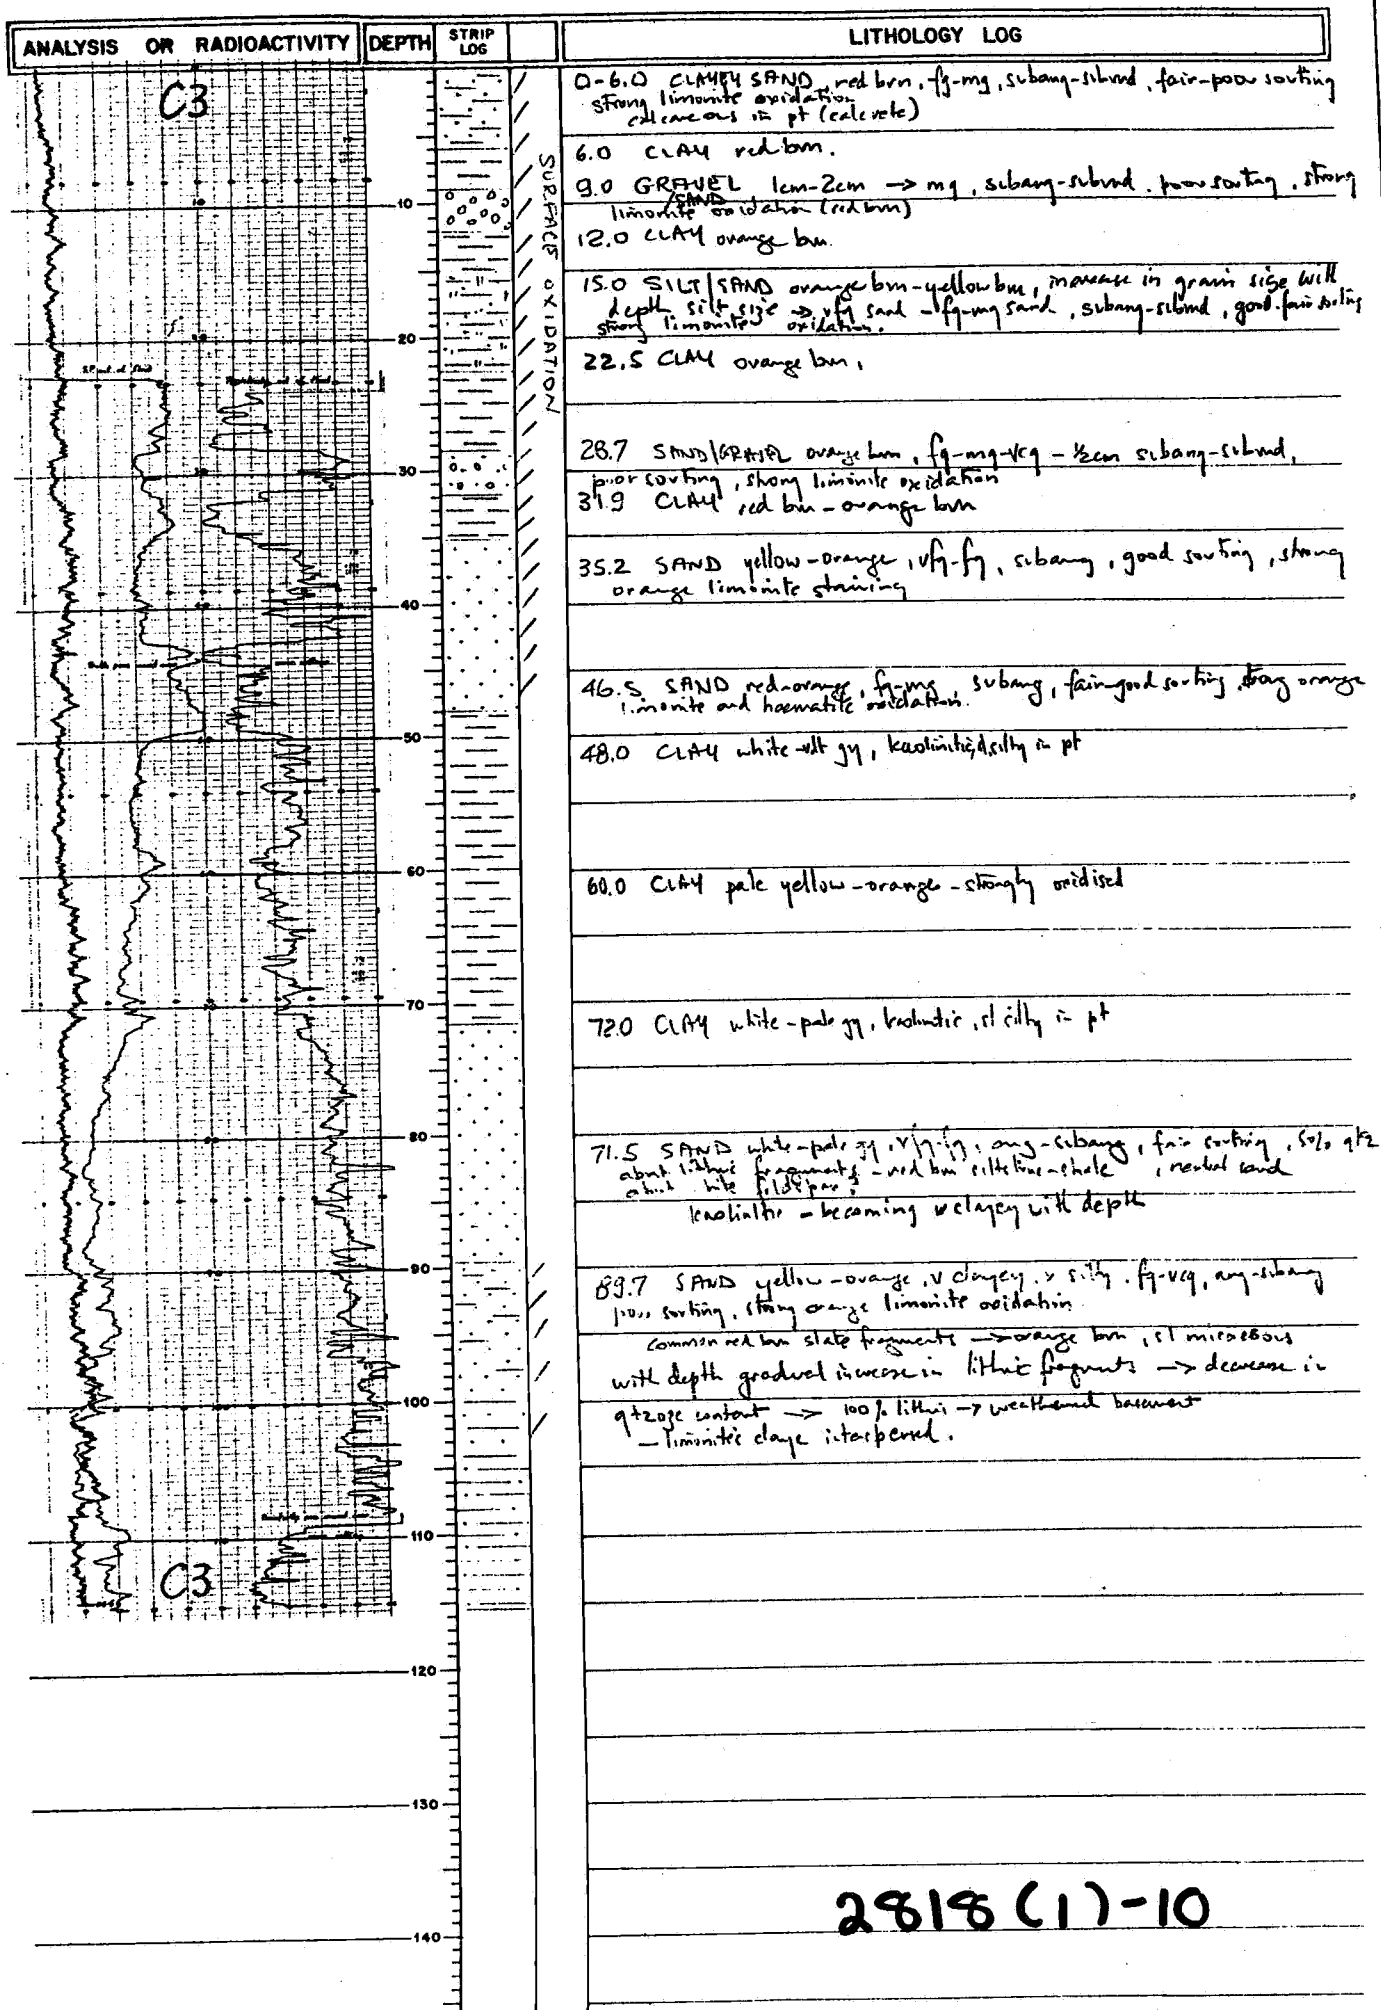 ANALYSIS OR RADIOACTIVITY
DEPTH
STRIP LOG
LITHOLOGY LOG
C3
SURFACE OXIDATION
0-6.0 CLAYEY SAND, red brn, fg-mg, subang-subrnd, fair-poor sorting
strong limonite oxidation
calcareous in pt (calcrete)
6.0 CLAY red brn.
9.0 GRAVEL /SAND 1cm-2cm -> mg, subang-subrnd, poor sorting, strong
limonite oxidation (red brn)
12.0 CLAY orange brn.
15.0 SILT/SAND orange brn-yellow brn, increase in grain size with
depth silt size -> vfg sand -fg-mg sand, subang-subrnd, good-fair sorting
strong limonite oxidation.
22.5 CLAY orange brn,
28.7 SAND/GRAVEL orange brn, fg-mg-vcg - ½cm subang-subrnd,
poor sorting, strong limonite oxidation
31.9 CLAY red brn-orange brn
35.2 SAND yellow-orange, vfg-fg, subang, good sorting, strong
orange limonite staining
46.5 SAND red-orange, fg-mg, subang, fair-good sorting strong orange
limonite and haematite oxidation.
48.0 CLAY white-vlt gy, kaolinitic, silty in pt
60.0 CLAY pale yellow-orange-strongly oxidised
72.0 CLAY white-pale gy, kaolinitic, sl silty in pt
71.5 SAND white-pale gy, vfg-fg, ang-subang, fair sorting, 50% qtz
abnt lithic fragments - red brn siltstone-shale, neutral sand
abnt feldspar?
kaolinitic - becoming v clayey with depth
89.7 SAND yellow-orange, v clayey, v silty, fg-vcg, ang-subang
poor sorting, strong orange limonite oxidation
common red brn slate fragments -> orange brn, sl micaceous
with depth gradual increase in lithic fragments -> decrease in
qtzoze content -> 100% lithic -> weathered basement
- limonitic clays interspersed.
10
20
30
40
50
60
70
80
90
100
110
120
130
140
C3
2818(1)-10